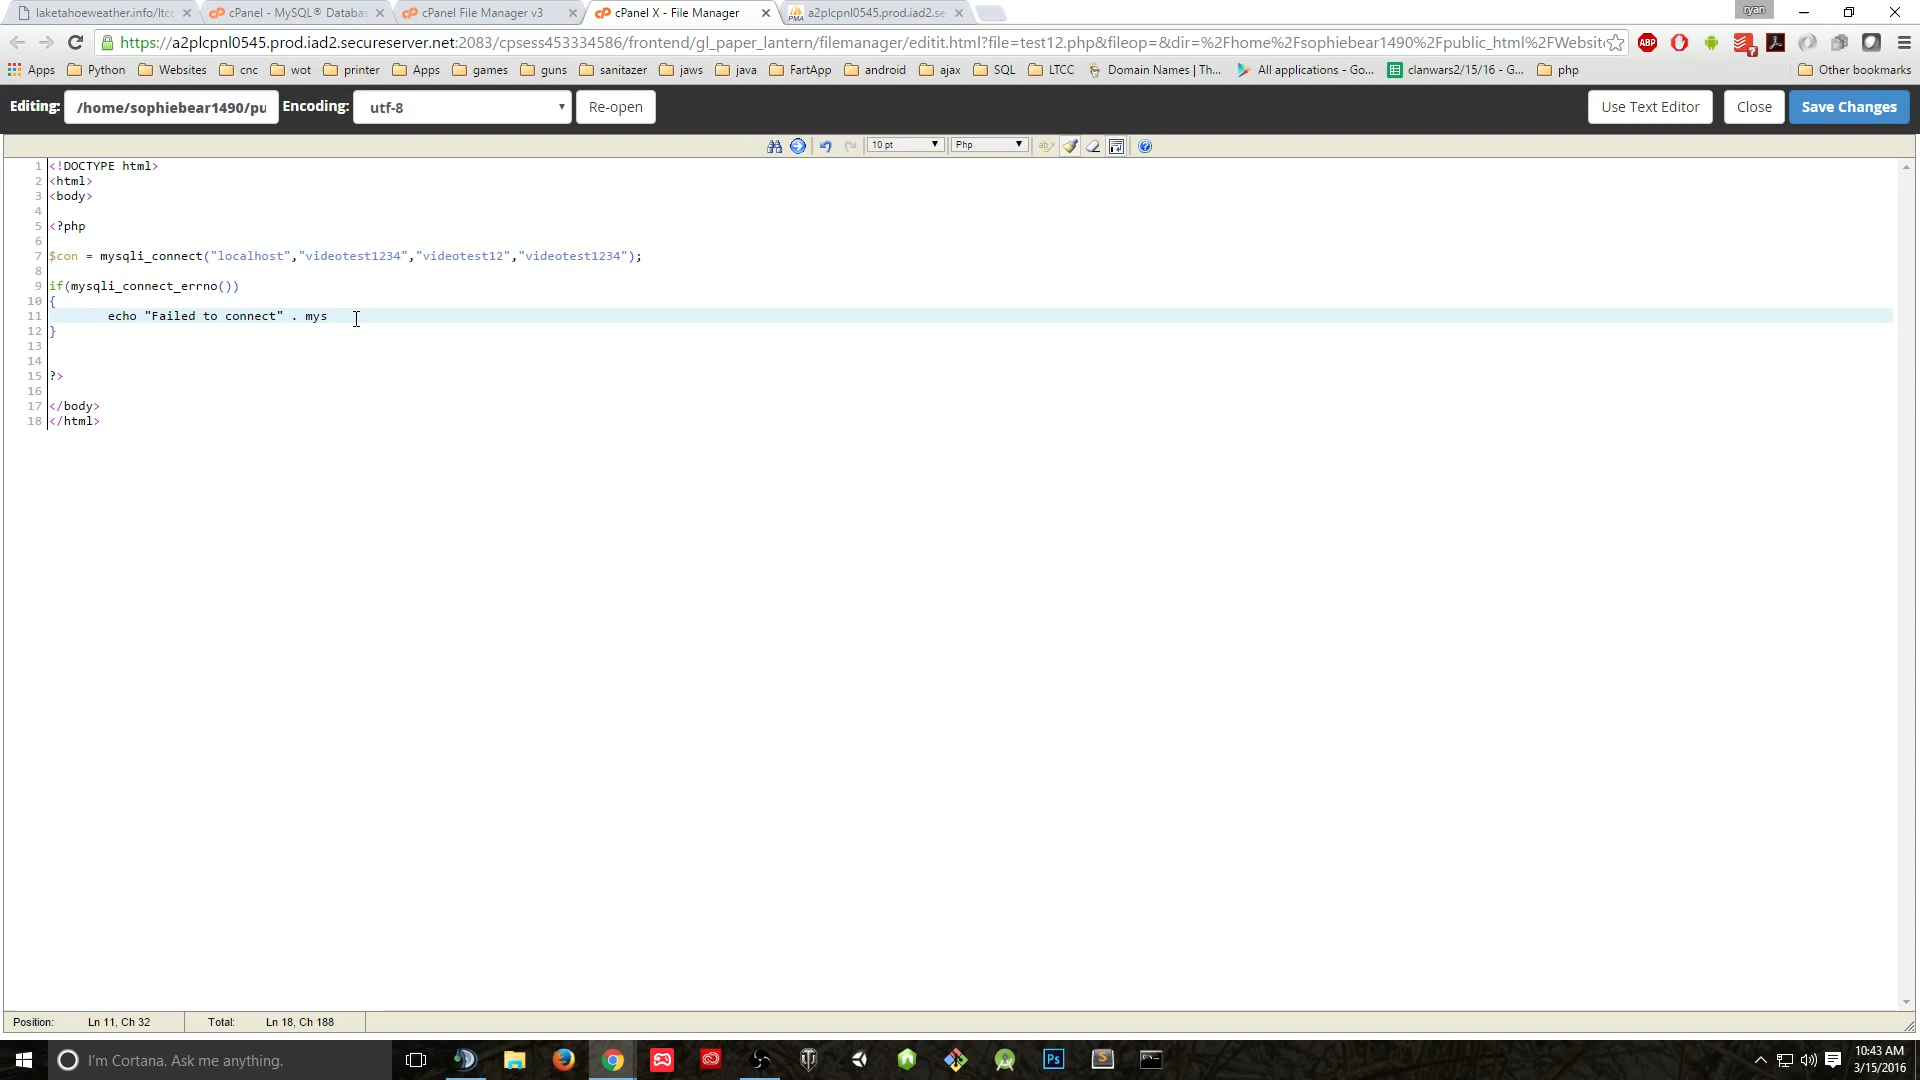 laketahoeweather.info/ltcc
cPanel - MySQL® Databas
cPanel File Manager v3
cPanel X - File Manager
a2plcpnl0545.prod.iad2.se
ryan
https://a2plcpnl0545.prod.iad2.secureserver.net:2083/cpsess453334586/frontend/gl_paper_lantern/filemanager/editit.html?file=test12.php&fileop=&dir=%2Fhome%2Fsophiebear1490%2Fpublic_html%2FWebsit
ABP
7
Apps Python Websites cnc wot printer Apps games guns sanitazer jaws java FartApp android ajax SQL LTCC Domain Names | Th... All applications - Go... clanwars2/15/16 - G... php Other bookmarks
Editing: /home/sophiebear1490/pu Encoding: utf-8 Re-open Use Text Editor Close Save Changes
10 pt Php
1 <!DOCTYPE html>
2 <html>
3 <body>
4
5 <?php
6
7 $con = mysqli_connect("localhost","videotest1234","videotest12","videotest1234");
8
9 if(mysqli_connect_errno())
10 {
11 echo "Failed to connect" . mys
12 }
13
14
15 ?>
16
17 </body>
18 </html>
Position: Ln 11, Ch 32 Total: Ln 18, Ch 188
I'm Cortana. Ask me anything.
Ps
S
10:43 AM
3/15/2016